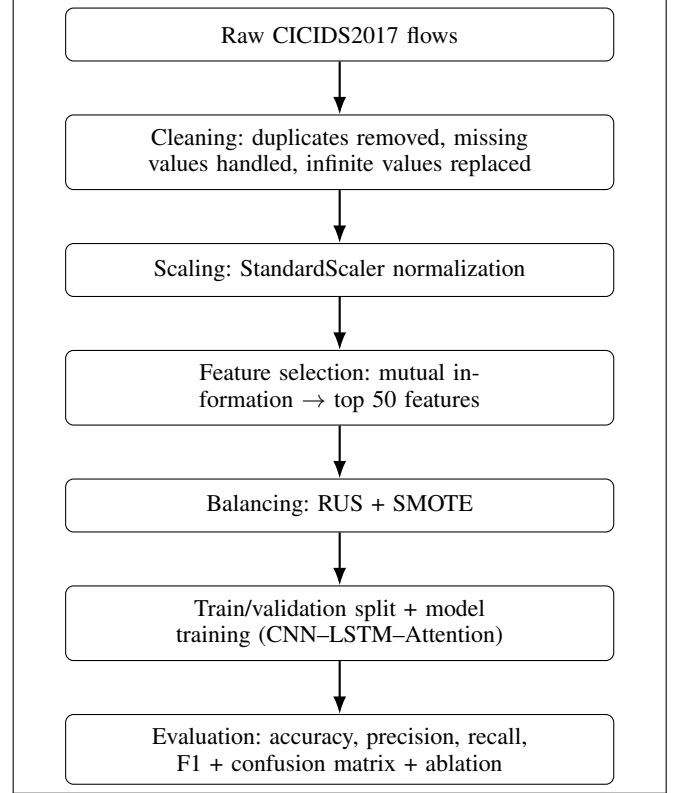 Raw CICIDS2017 flows
Cleaning: duplicates removed, missing
values handled, infinite values replaced
Scaling: StandardScaler normalization
Feature selection: mutual in-
formation → top 50 features
Balancing: RUS + SMOTE
Train/validation split + model
training (CNN–LSTM–Attention)
Evaluation: accuracy, precision, recall,
F1 + confusion matrix + ablation